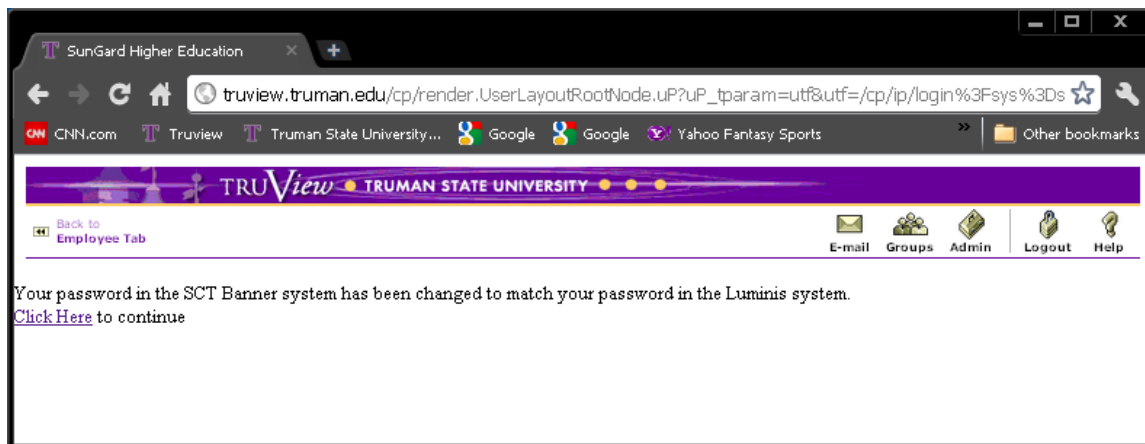 SunGard Higher Education
truview.truman.edu/cp/render.UserLayoutRootNode.uP?uP_tparam=utf&utf=/cp/ip/login%3Fsys%3Ds
CNN CNN.com T Truview T Truman State University... Google Google Yahoo Fantasy Sports » Other bookmarks
TRUView TRUMAN STATE UNIVERSITY
Back to
Employee Tab
E-mail Groups Admin Logout Help
Your password in the SCT Banner system has been changed to match your password in the Luminis system.
Click Here to continue